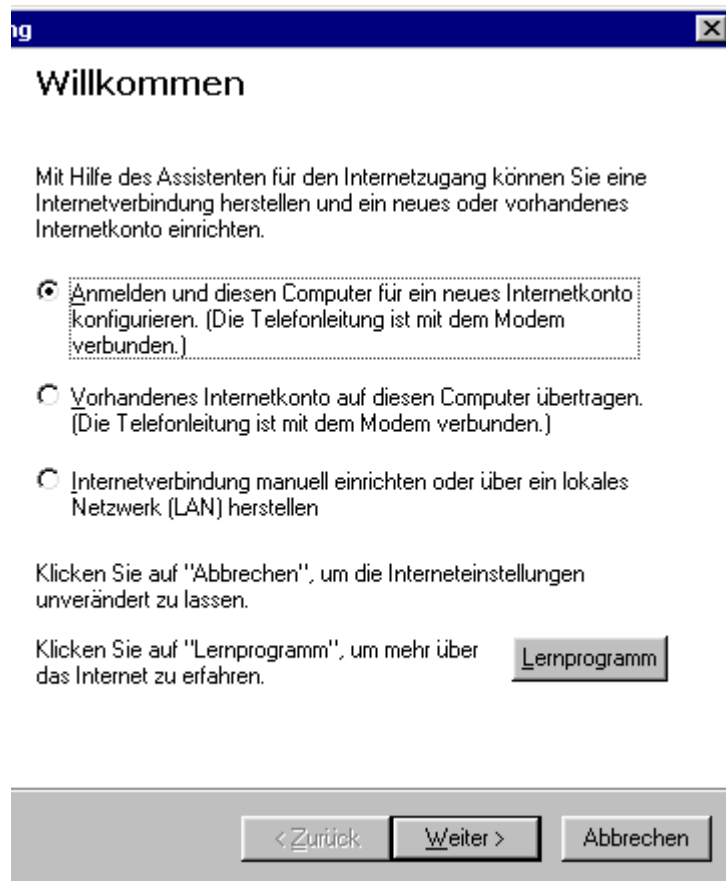 ng
Willkommen
Mit Hilfe des Assistenten für den Internetzugang können Sie eine
Internetverbindung herstellen und ein neues oder vorhandenes
Internetkonto einrichten.
Anmelden und diesen Computer für ein neues Internetkonto
konfigurieren. (Die Telefonleitung ist mit dem Modem
verbunden.)
Vorhandenes Internetkonto auf diesen Computer übertragen.
(Die Telefonleitung ist mit dem Modem verbunden.)
Internetverbindung manuell einrichten oder über ein lokales
Netzwerk (LAN) herstellen
Klicken Sie auf "Abbrechen", um die Interneteinstellungen
unverändert zu lassen.
Klicken Sie auf "Lernprogramm", um mehr über
das Internet zu erfahren.
Lernprogramm
< Zurück
Weiter >
Abbrechen